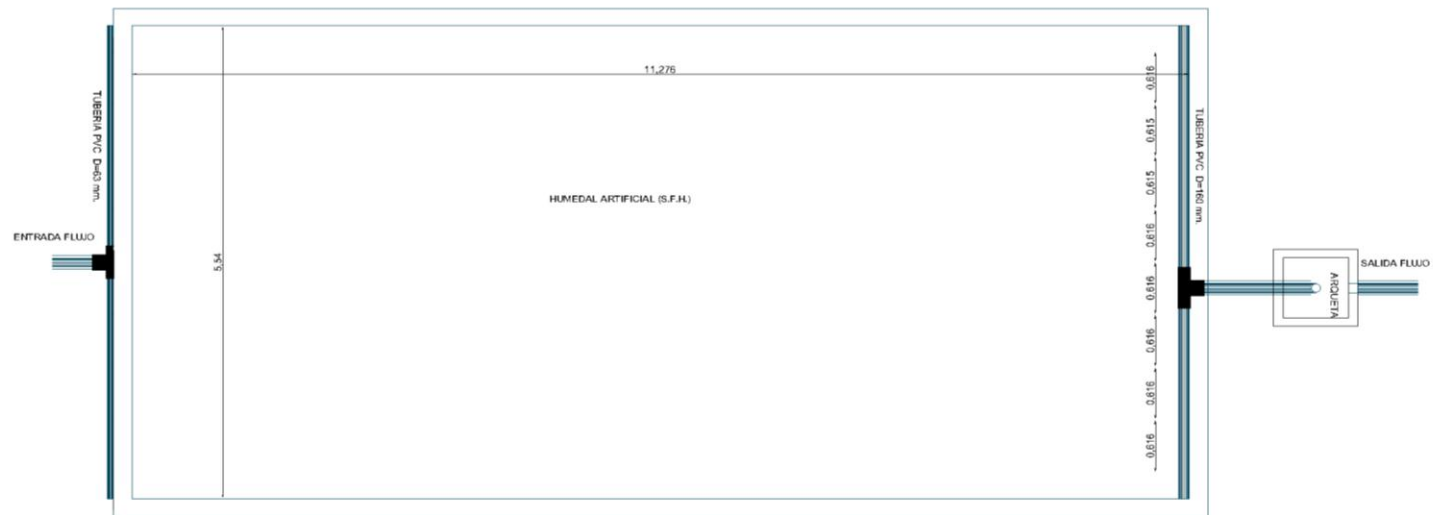 11,276
TUBERIA PVC D=63 mm.
TUBERIA PVC D=160 mm.
HUMEDAL ARTIFICIAL (S.F.H.)
ENTRADA FLUJO
5,54
SALIDA FLUJO
ARQUETA
0,616
0,615
0,615
0,616
0,616
0,616
0,616
0,616